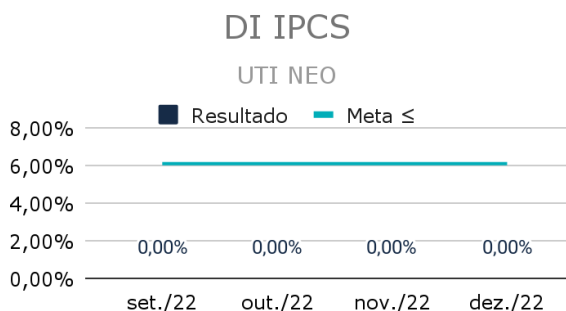 DI IPCS
UTI NEO
Resultado Meta ≤
8,00%
6,00%
4,00%
2,00%
0,00%
0,00% 0,00% 0,00% 0,00%
set./22 out./22 nov./22 dez./22